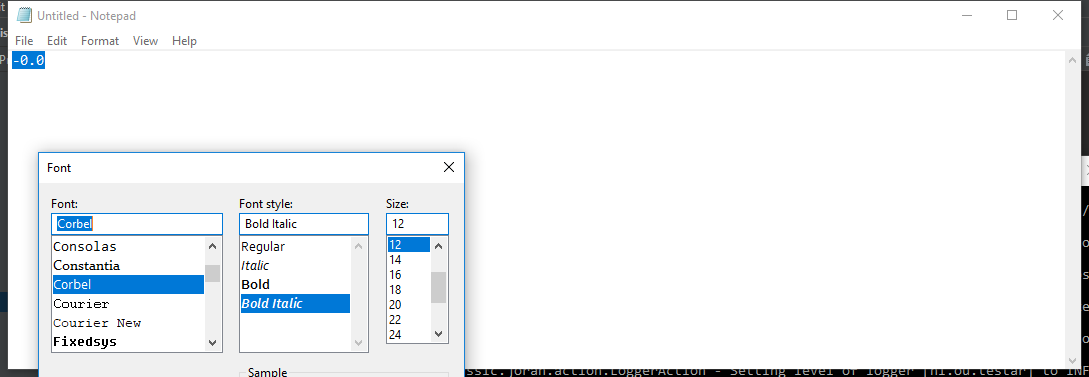 Untitled - Notepad
File Edit Format View Help
-0.0
Font
Font: Font style: Size:
Corbel Bold Italic 12
Consolas Regular 12
Constantia Italic 14
Corbel Bold 16
Courier Bold Italic 18
Courier New 20
Fixedsys 22
24
Sample
ssic.joran.action.LoggerAction - Setting level of logger [nl.ou.testar] to INF